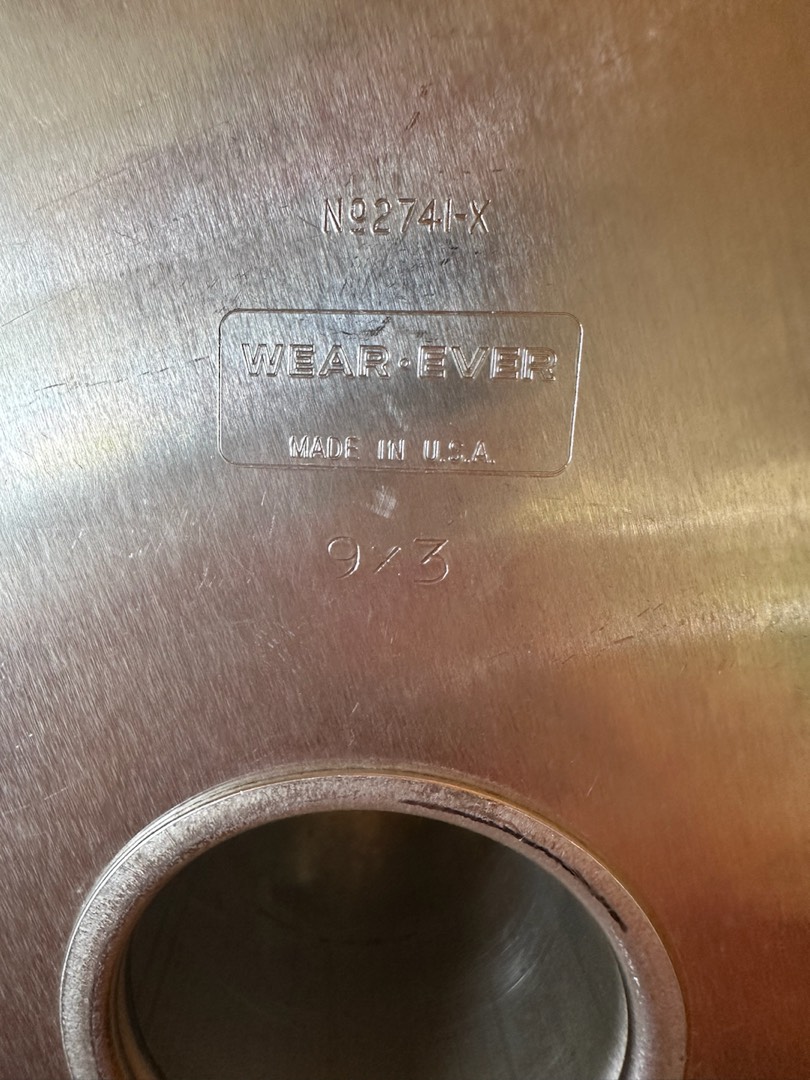 Nº2741-X
WEAR·EVER
MADE IN U.S.A.
9x3